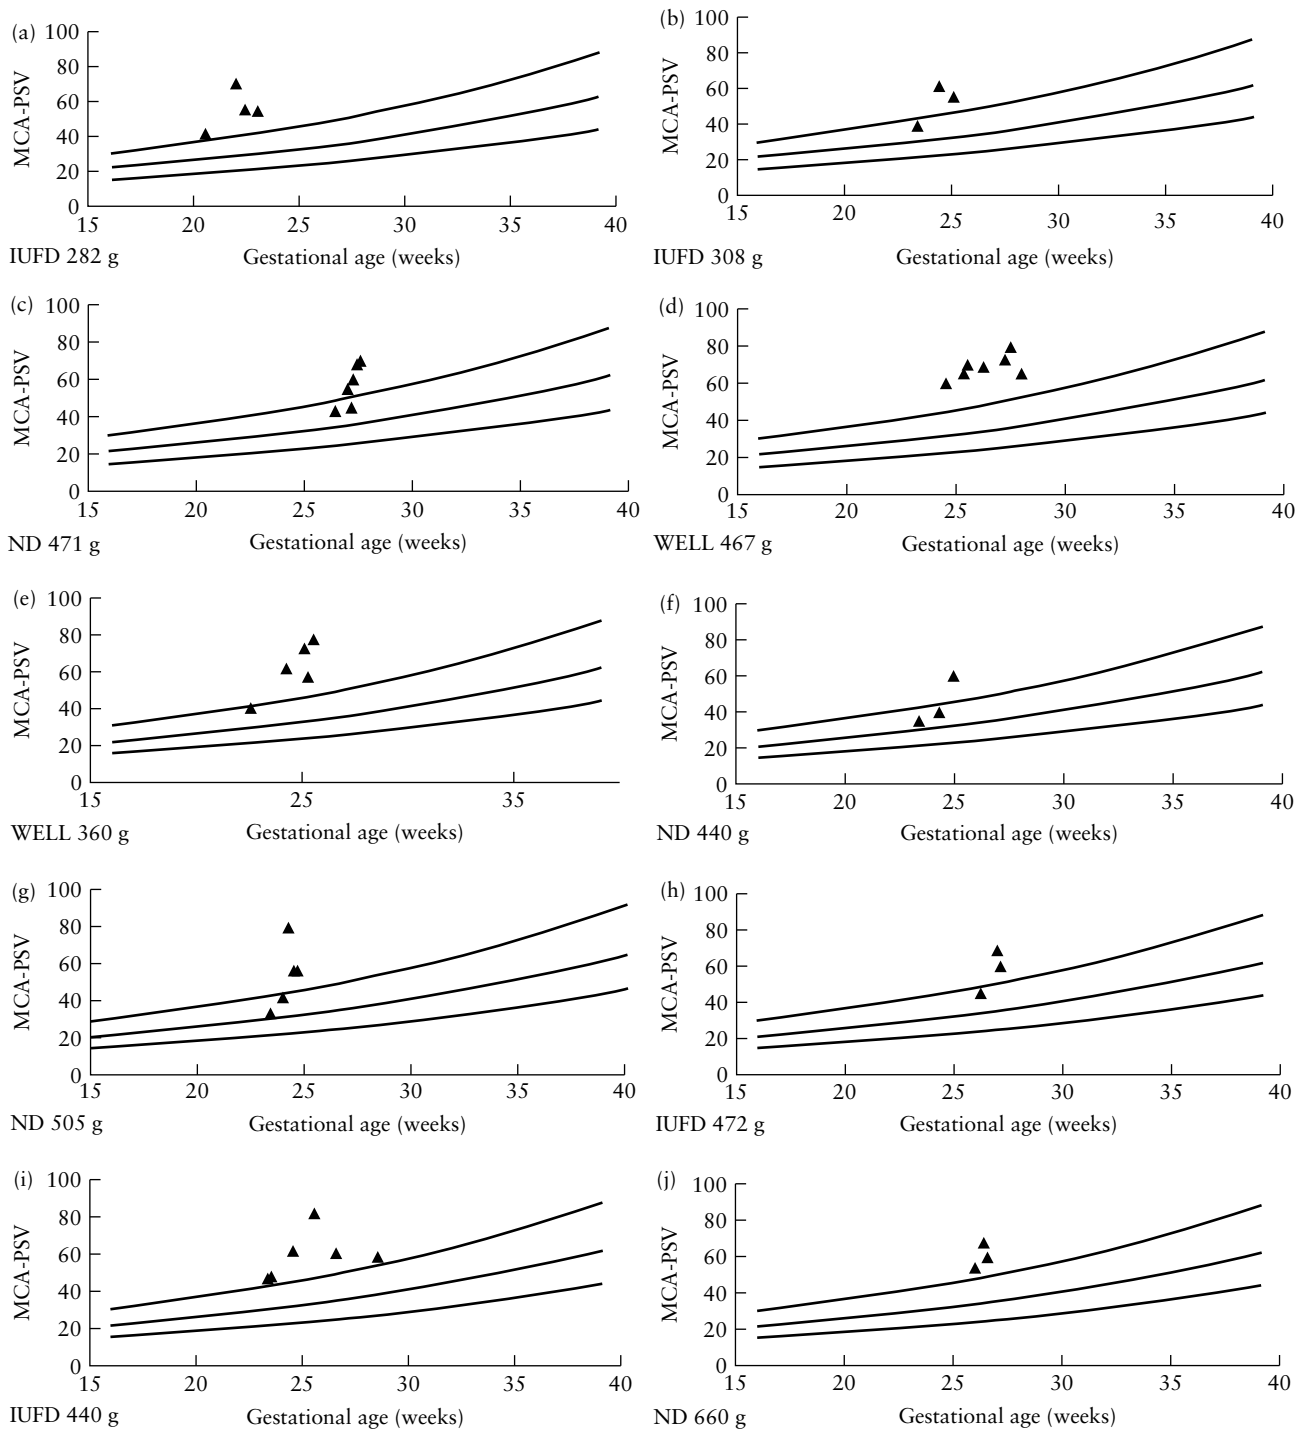 (a)
100
80
60
40
20
0
MCA-PSV
15 20 25 30 35 40
IUFD 282 g Gestational age (weeks)
(b)
100
80
60
40
20
0
MCA-PSV
15 20 25 30 35 40
IUFD 308 g Gestational age (weeks)
(c)
100
80
60
40
20
0
MCA-PSV
15 20 25 30 35 40
ND 471 g Gestational age (weeks)
(d)
100
80
60
40
20
0
MCA-PSV
15 20 25 30 35 40
WELL 467 g Gestational age (weeks)
(e)
100
80
60
40
20
0
MCA-PSV
15 25 35
WELL 360 g Gestational age (weeks)
(f)
100
80
60
40
20
0
MCA-PSV
15 20 25 30 35 40
ND 440 g Gestational age (weeks)
(g)
100
80
60
40
20
0
MCA-PSV
15 20 25 30 35 40
ND 505 g Gestational age (weeks)
(h)
100
80
60
40
20
0
MCA-PSV
15 20 25 30 35 40
IUFD 472 g Gestational age (weeks)
(i)
100
80
60
40
20
0
MCA-PSV
15 20 25 30 35 40
IUFD 440 g Gestational age (weeks)
(j)
100
80
60
40
20
0
MCA-PSV
15 20 25 30 35 40
ND 660 g Gestational age (weeks)